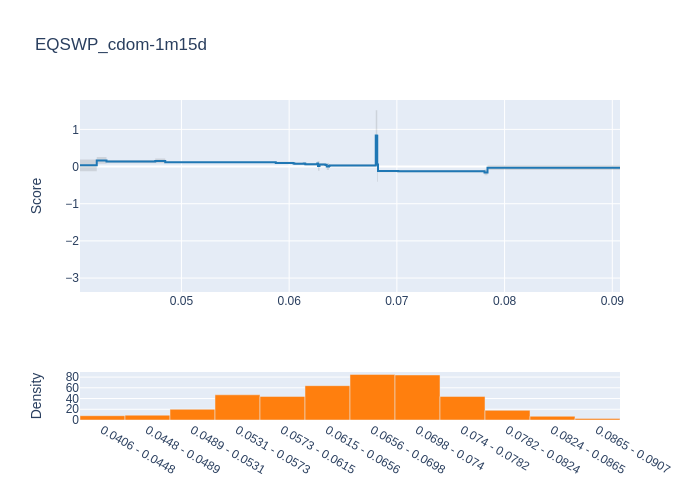 EQSWP_cdom-1m15d
1
0
−1
−2
−3
Score
0.05
0.06
0.07
0.08
0.09
80
60
40
20
0
Density
0.0406 - 0.0448
0.0448 - 0.0489
0.0489 - 0.0531
0.0531 - 0.0573
0.0573 - 0.0615
0.0615 - 0.0656
0.0656 - 0.0698
0.0698 - 0.074
0.074 - 0.0782
0.0782 - 0.0824
0.0824 - 0.0865
0.0865 - 0.0907